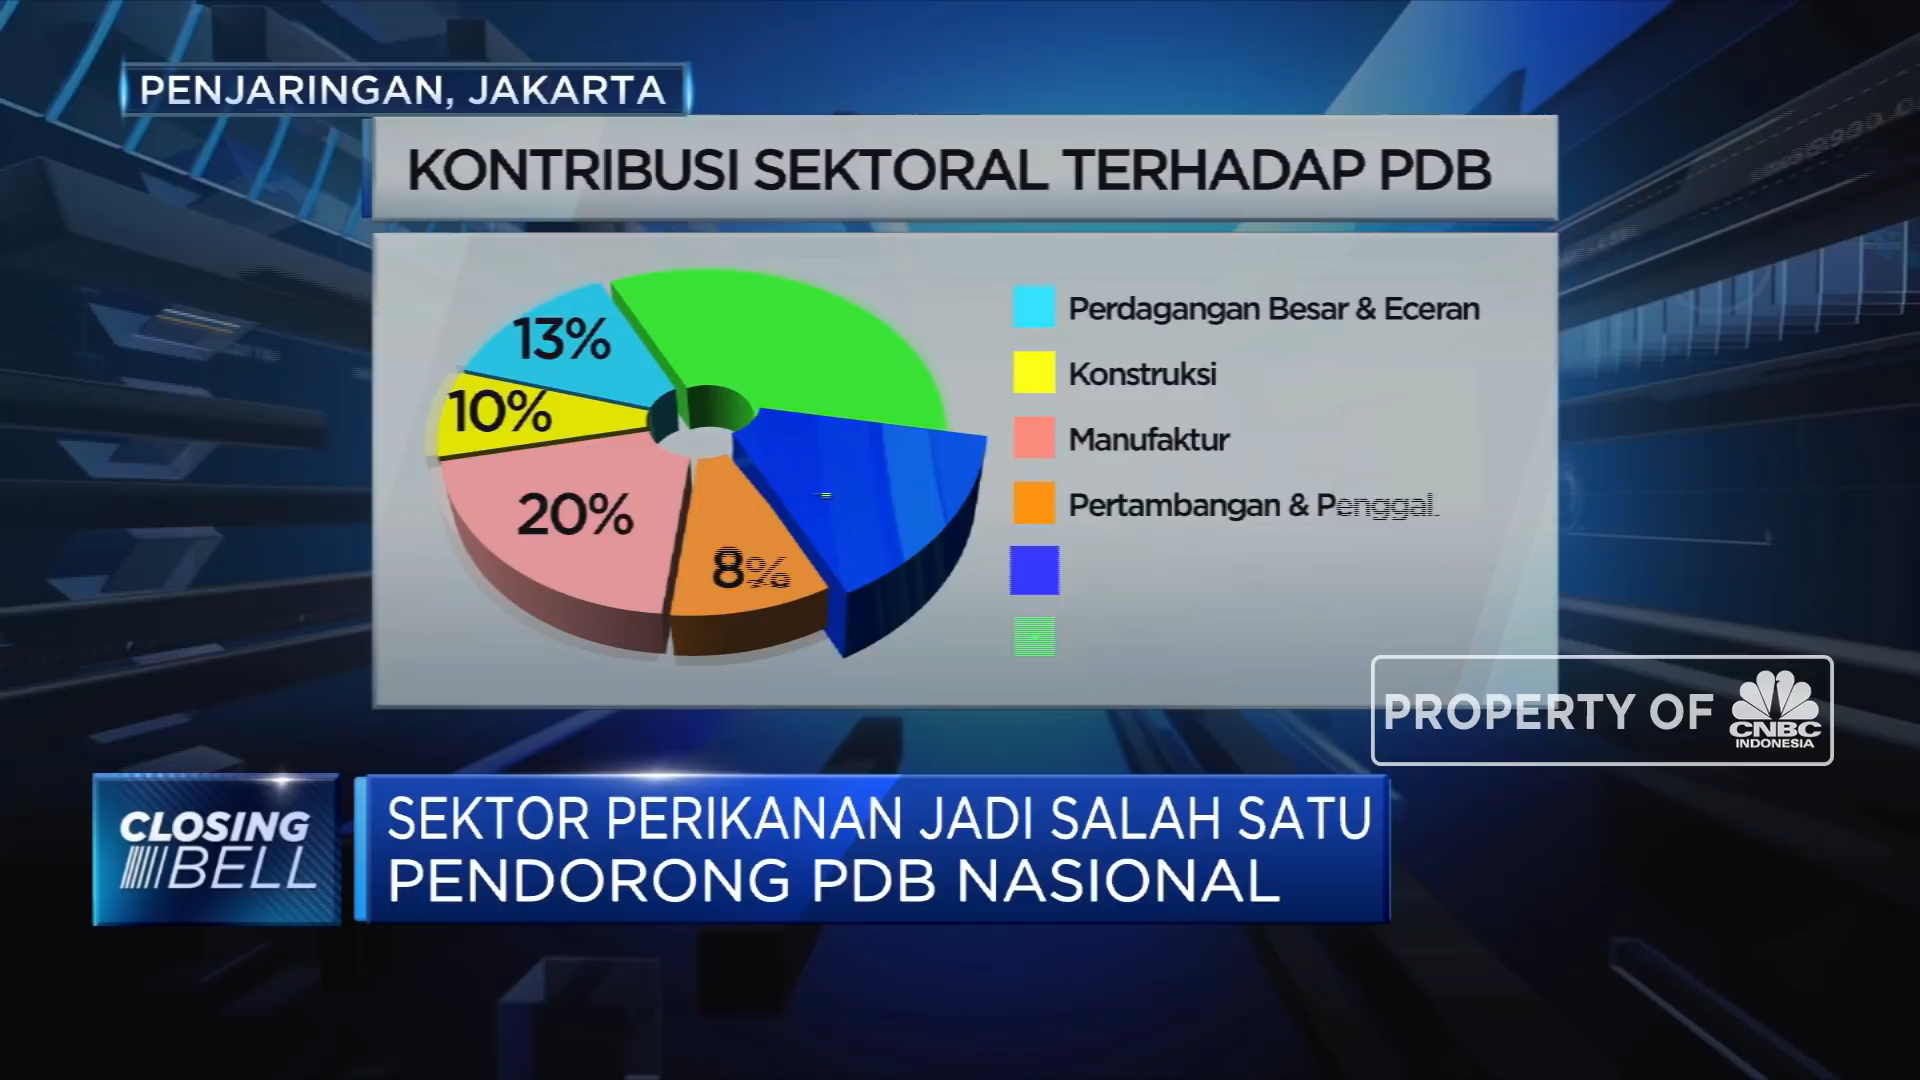 PENJARINGAN, JAKARTA
KONTRIBUSI SEKTORAL TERHADAP PDB
13%
10%
20%
8%
Perdagangan Besar & Eceran
Konstruksi
Manufaktur
Pertambangan & Penggal.
PROPERTY OF
CNBC
INDONESIA
CLOSING
BELL
SEKTOR PERIKANAN JADI SALAH SATU
PENDORONG PDB NASIONAL